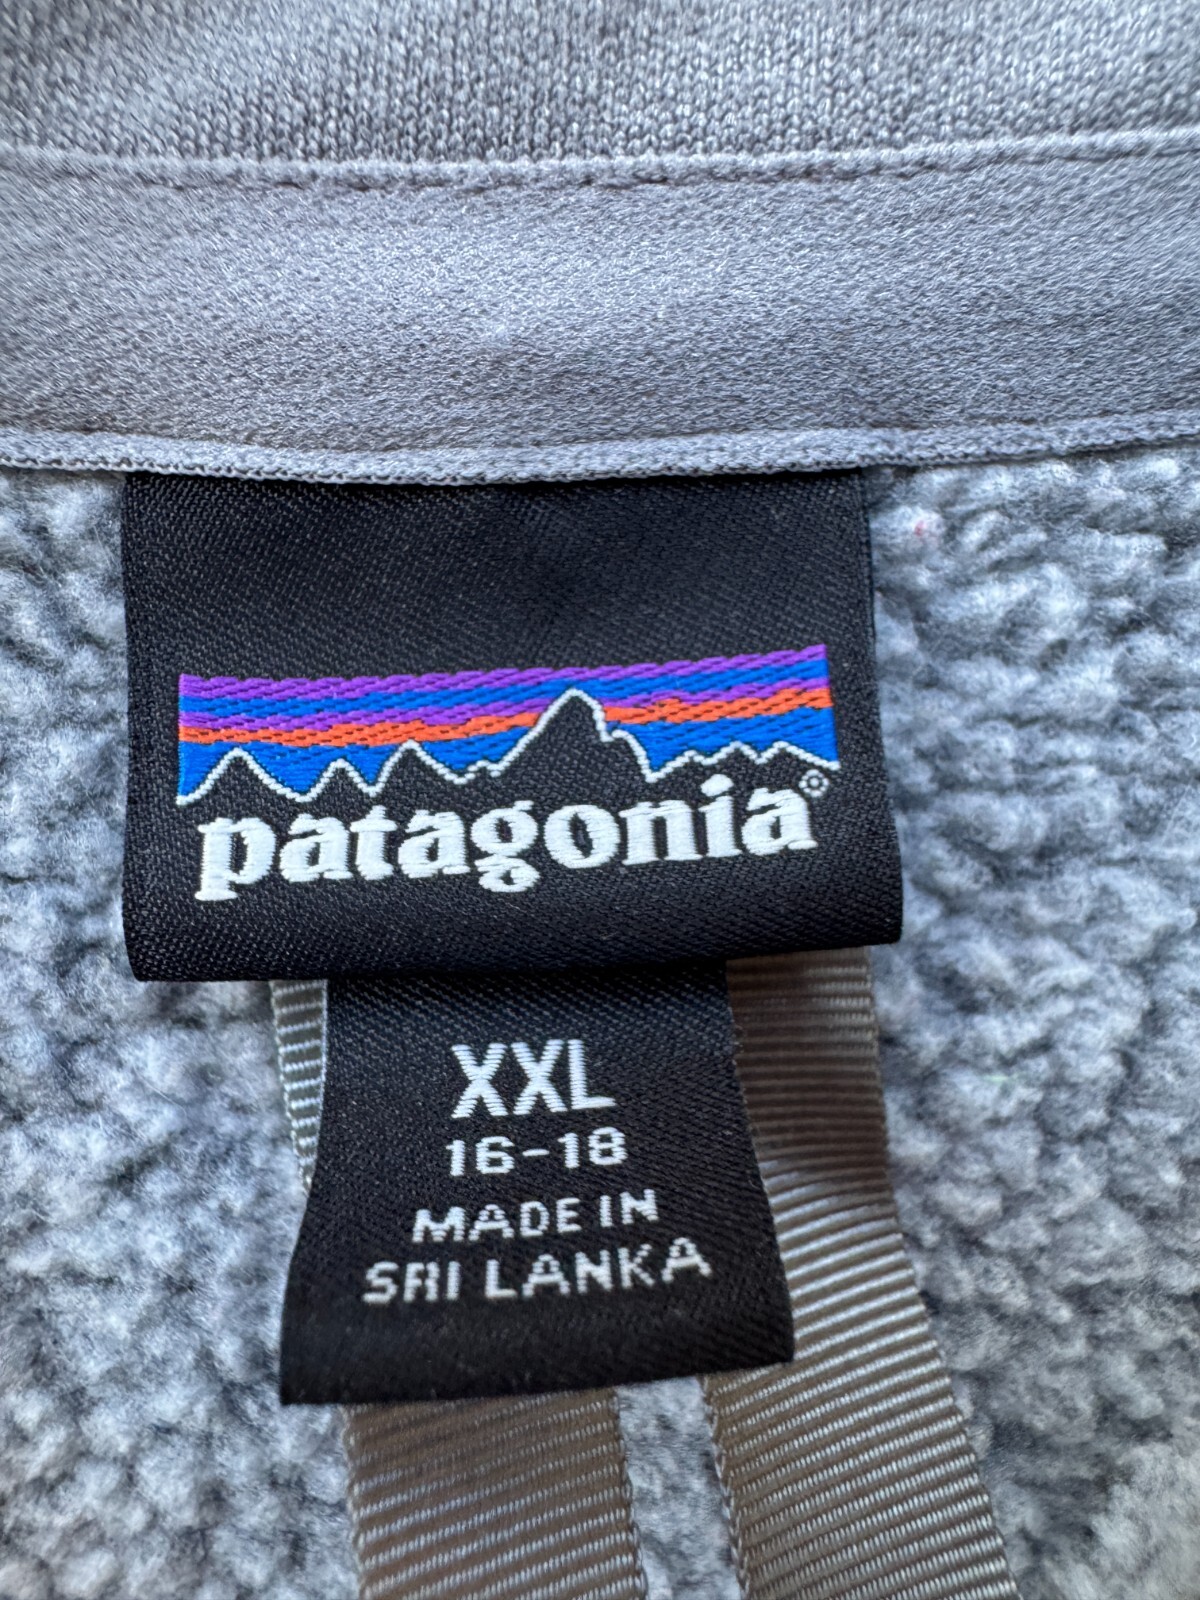 patagonia®
XXL
16-18
MADE IN
SRI LANKA